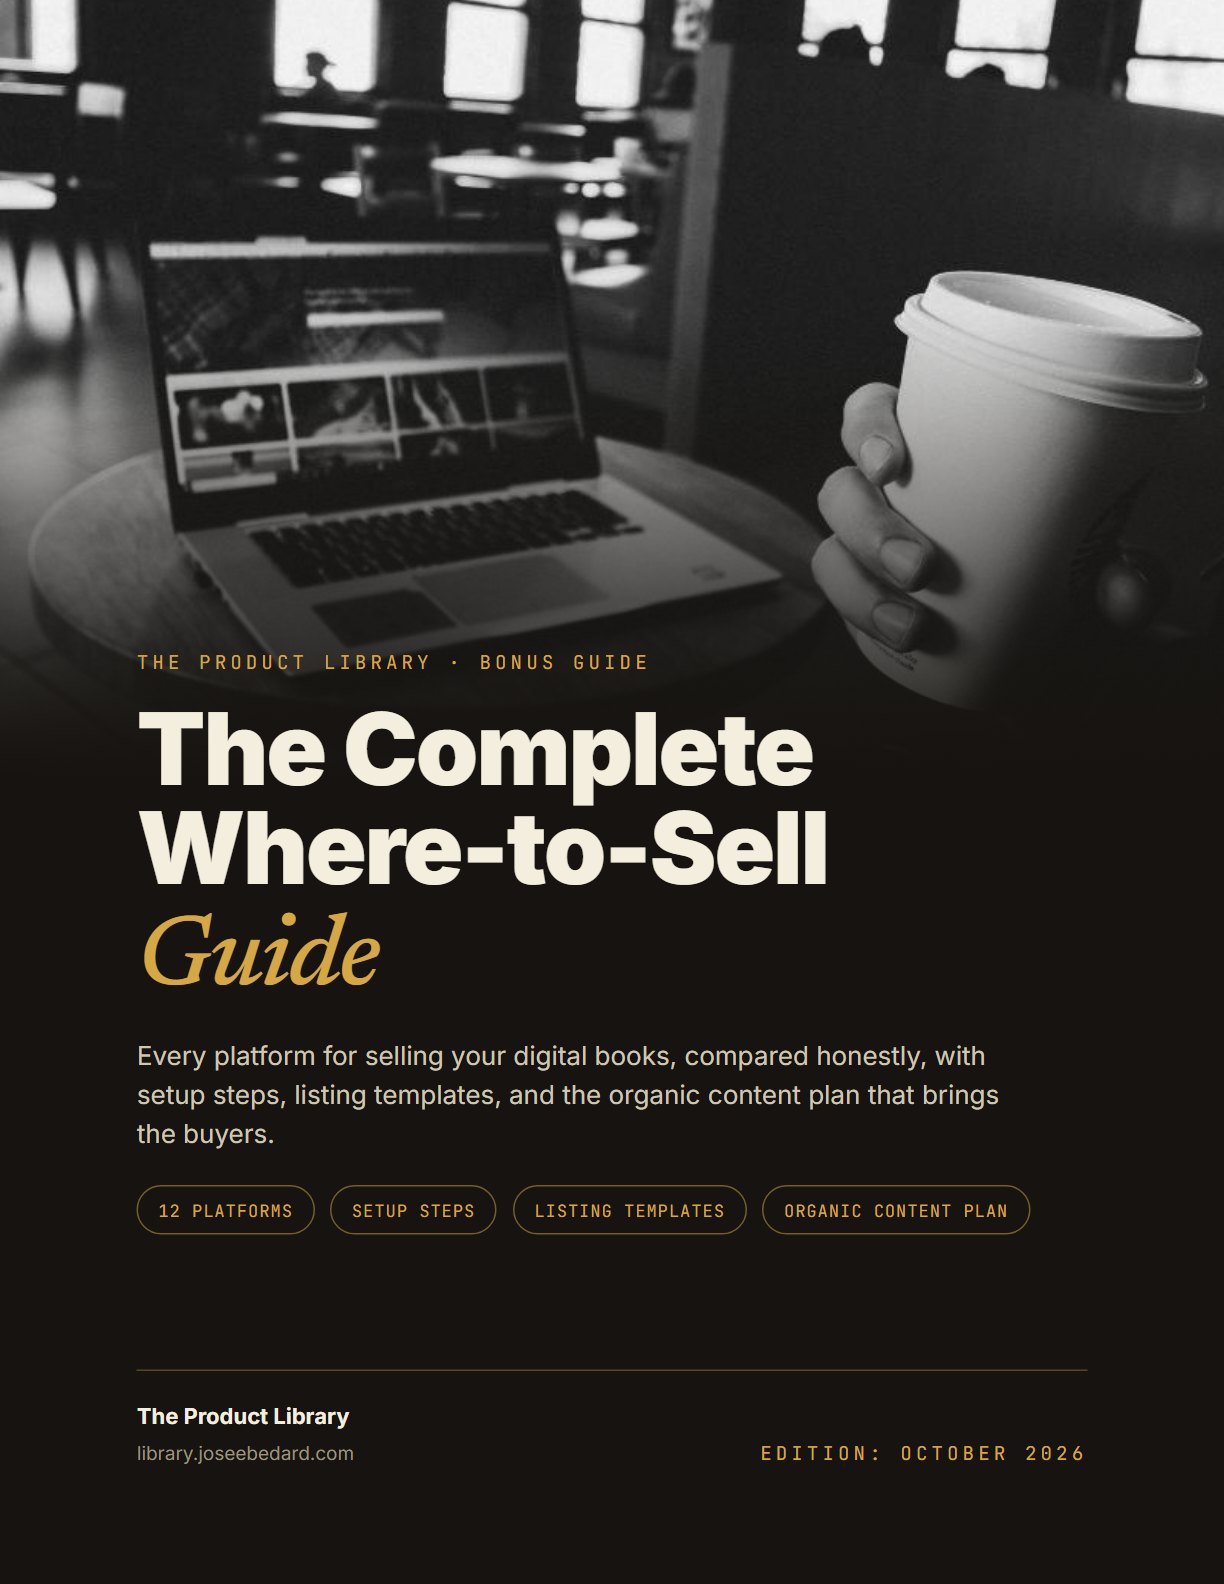 THE PRODUCT LIBRARY · BONUS GUIDE
The Complete
Where-to-Sell
Guide
Every platform for selling your digital books, compared honestly, with
setup steps, listing templates, and the organic content plan that brings
the buyers.
12 PLATFORMS
SETUP STEPS
LISTING TEMPLATES
ORGANIC CONTENT PLAN
The Product Library
library.joseebedard.com
EDITION: OCTOBER 2026